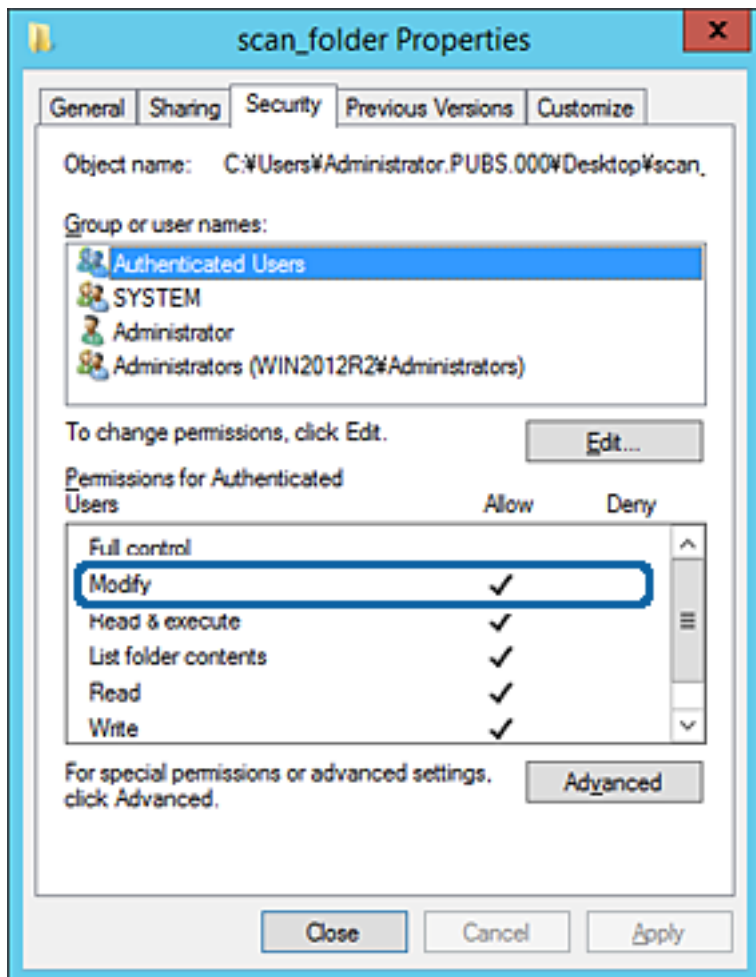 scan_folder Properties
x
General Sharing Security Previous Versions Customize
Object name: C:¥Users¥Administrator.PUBS.000¥Desktop¥scan_
Group or user names:
Authenticated Users
SYSTEM
Administrator
Administrators (WIN2012R2¥Administrators)
To change permissions, click Edit. Edit...
Permissions for Authenticated
Users Allow Deny
Full control
Modify
Read & execute
List folder contents
Read
Write
For special permissions or advanced settings,
click Advanced. Advanced
Close Cancel Apply